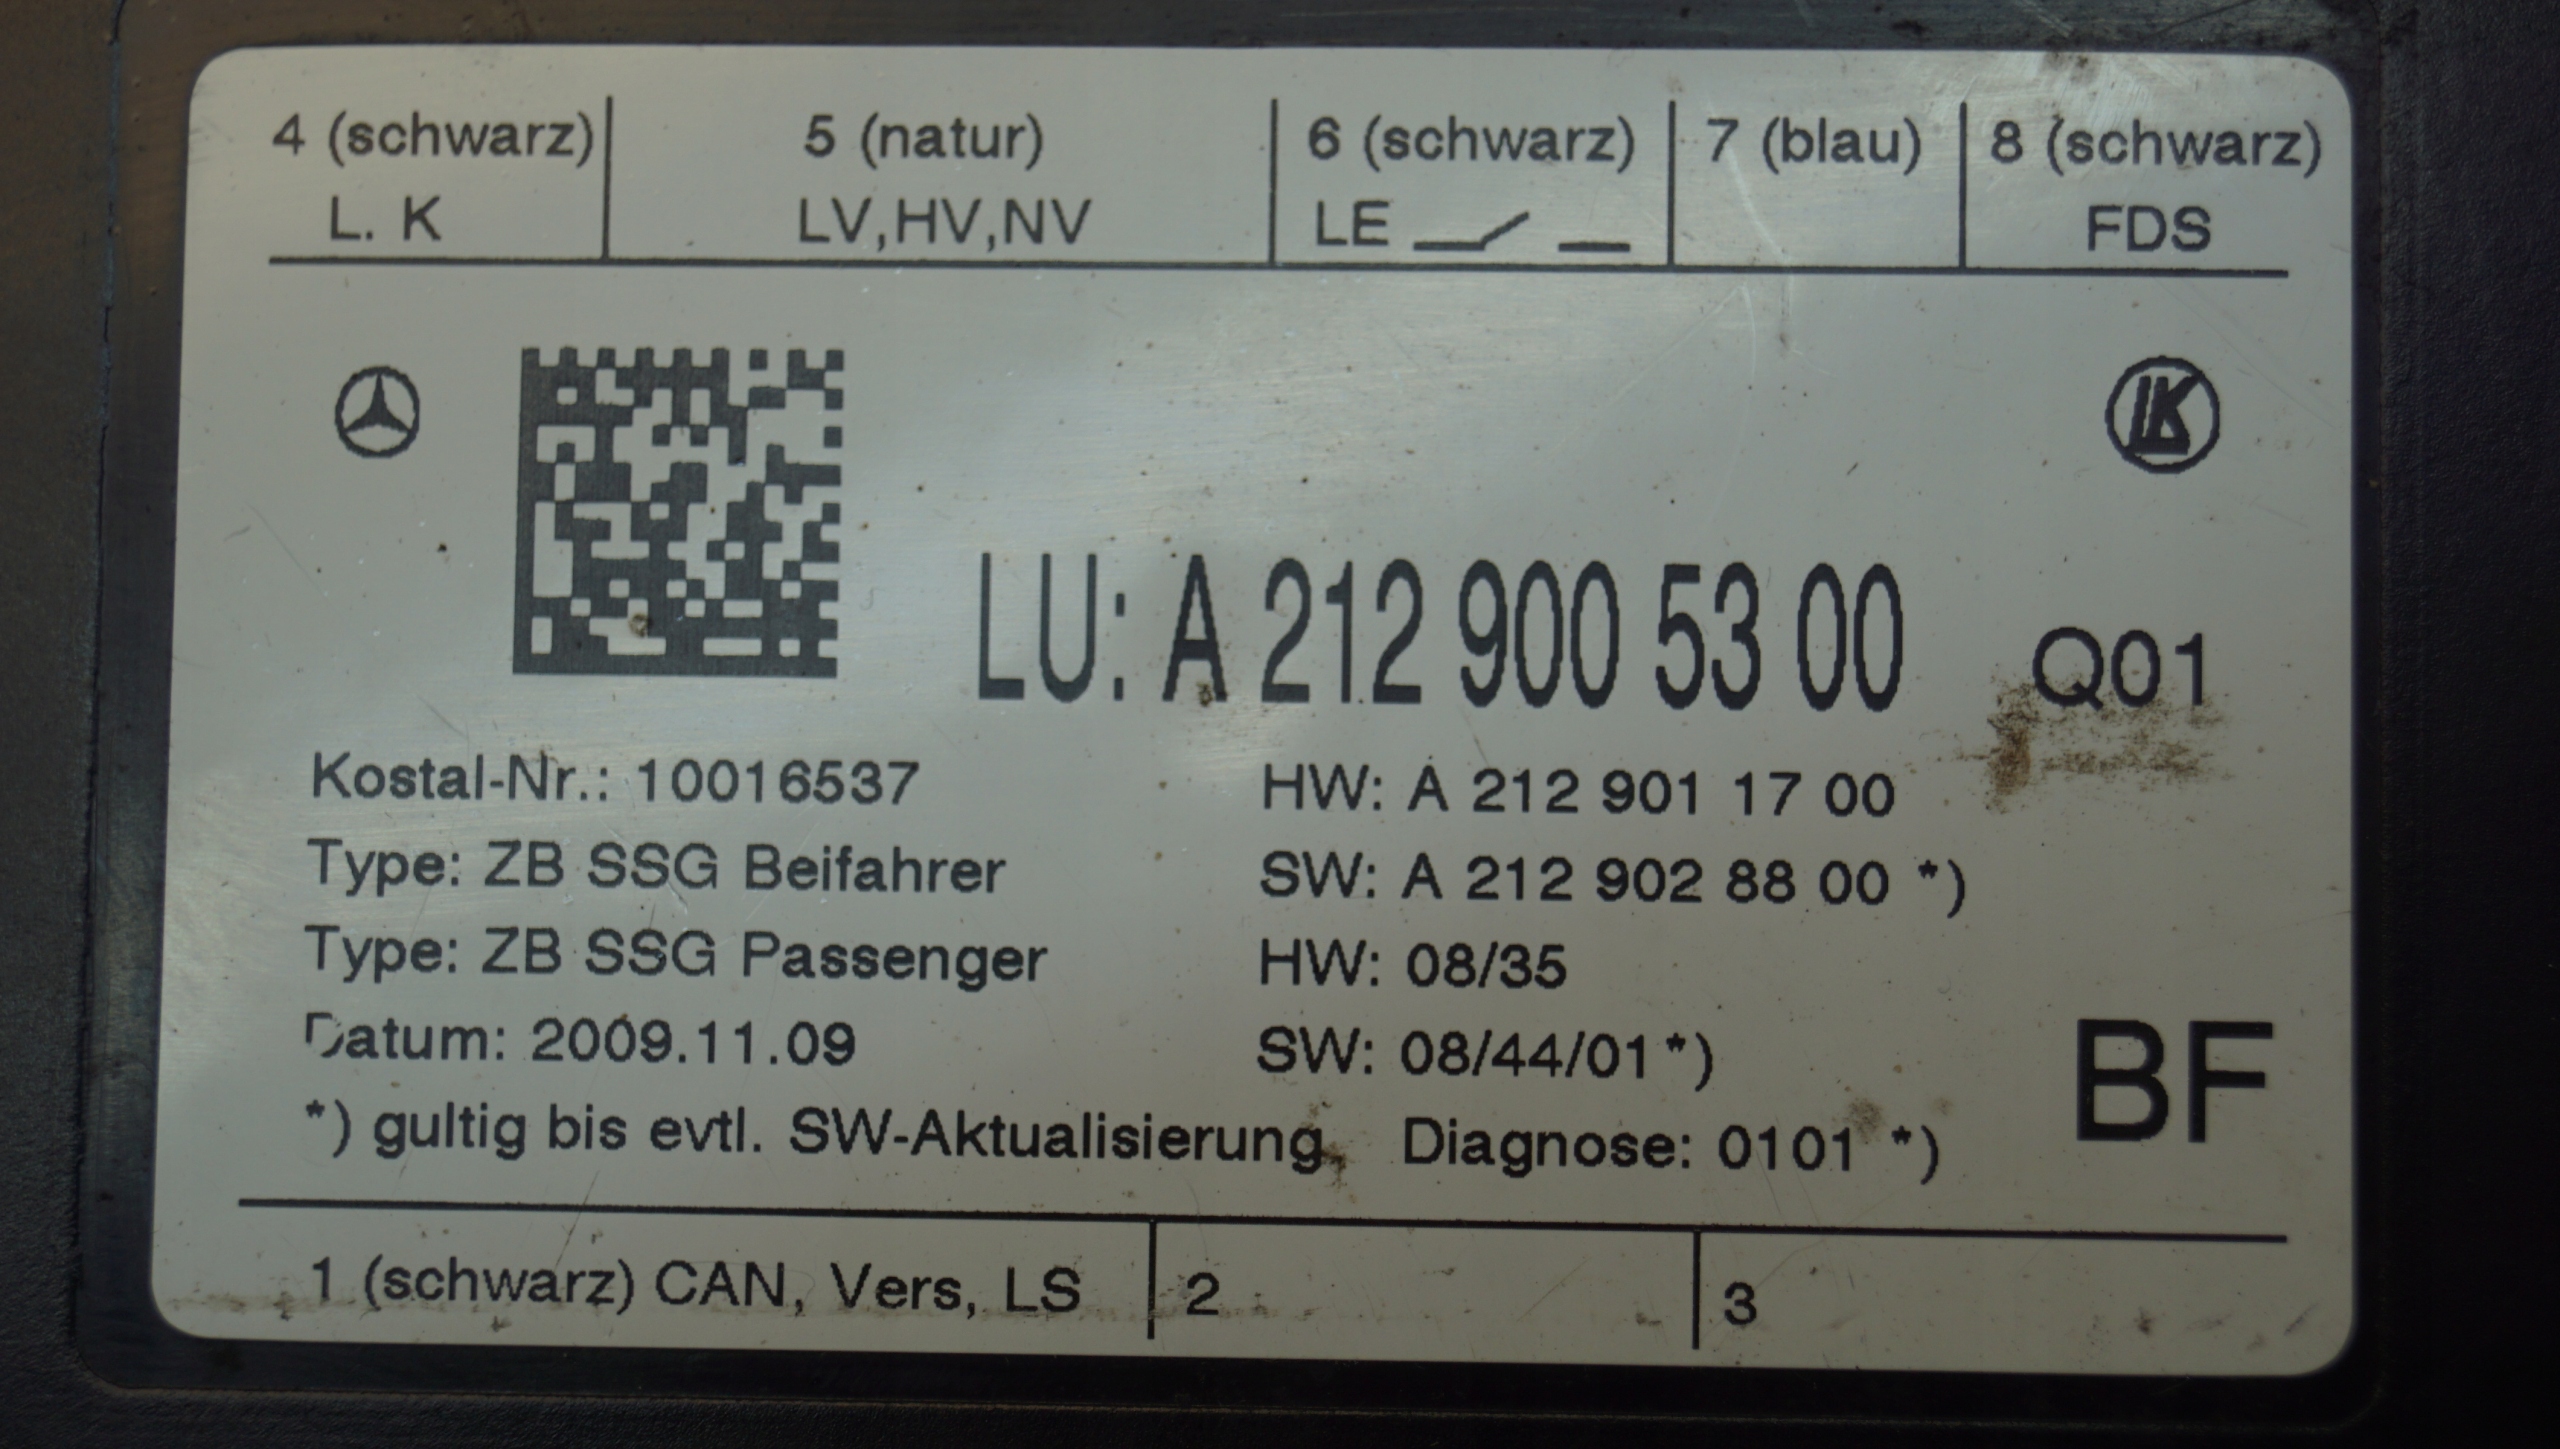 4 (schwarz) 5 (natur) 6 (schwarz) 7 (blau) 8 (schwarz)
L. K LV,HV,NV LE FDS
LK
LU: A 212 900 53 00 Q01
Kostal-Nr.: 10016537 HW: A 212 901 17 00
Type: ZB SSG Beifahrer SW: A 212 902 88 00 *)
Type: ZB SSG Passenger HW: 08/35
Datum: 2009.11.09 SW: 08/44/01 *)
BF
*) gultig bis evtl. SW-Aktualisierung, Diagnose: 0101 *)
1 (schwarz) CAN, Vers, LS 2 3